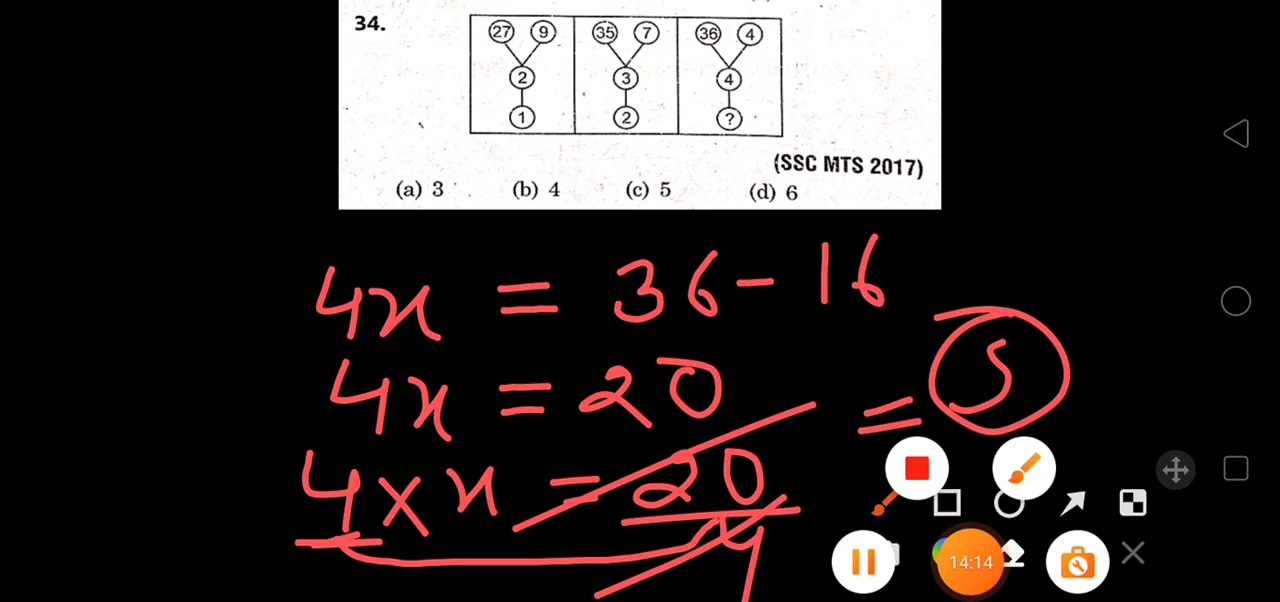 34.
27 9 35 7 36 4
2 3 4
1 2 ?
(SSC MTS 2017)
(a) 3 (b) 4 (c) 5 (d) 6
4x = 36 - 16
4x = 20
= 5
4 × x = 20
4
14:14